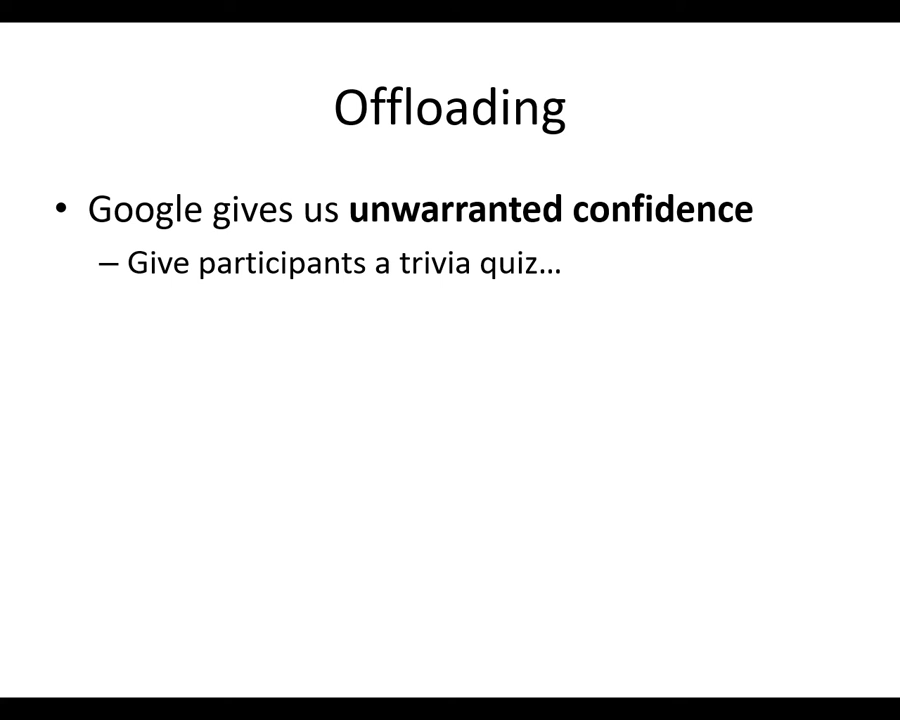 Offloading
• Google gives us unwarranted confidence
– Give participants a trivia quiz…